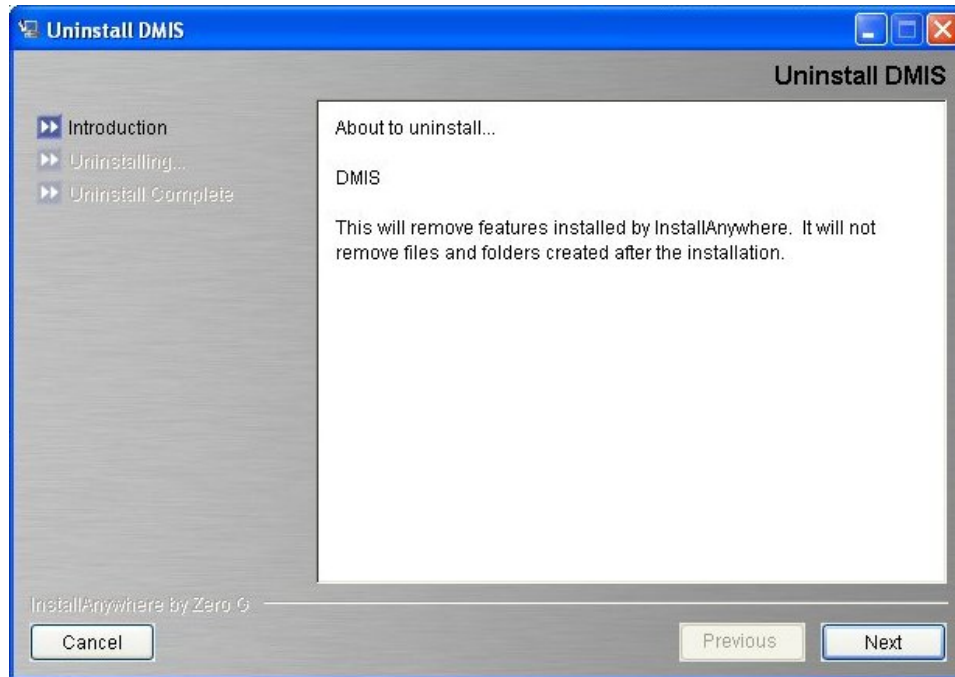 Uninstall DMIS
Uninstall DMIS
Introduction
Uninstalling...
Uninstall Complete
About to uninstall...
DMIS
This will remove features installed by InstallAnywhere. It will not
remove files and folders created after the installation.
InstallAnywhere by Zero G
Cancel
Previous
Next